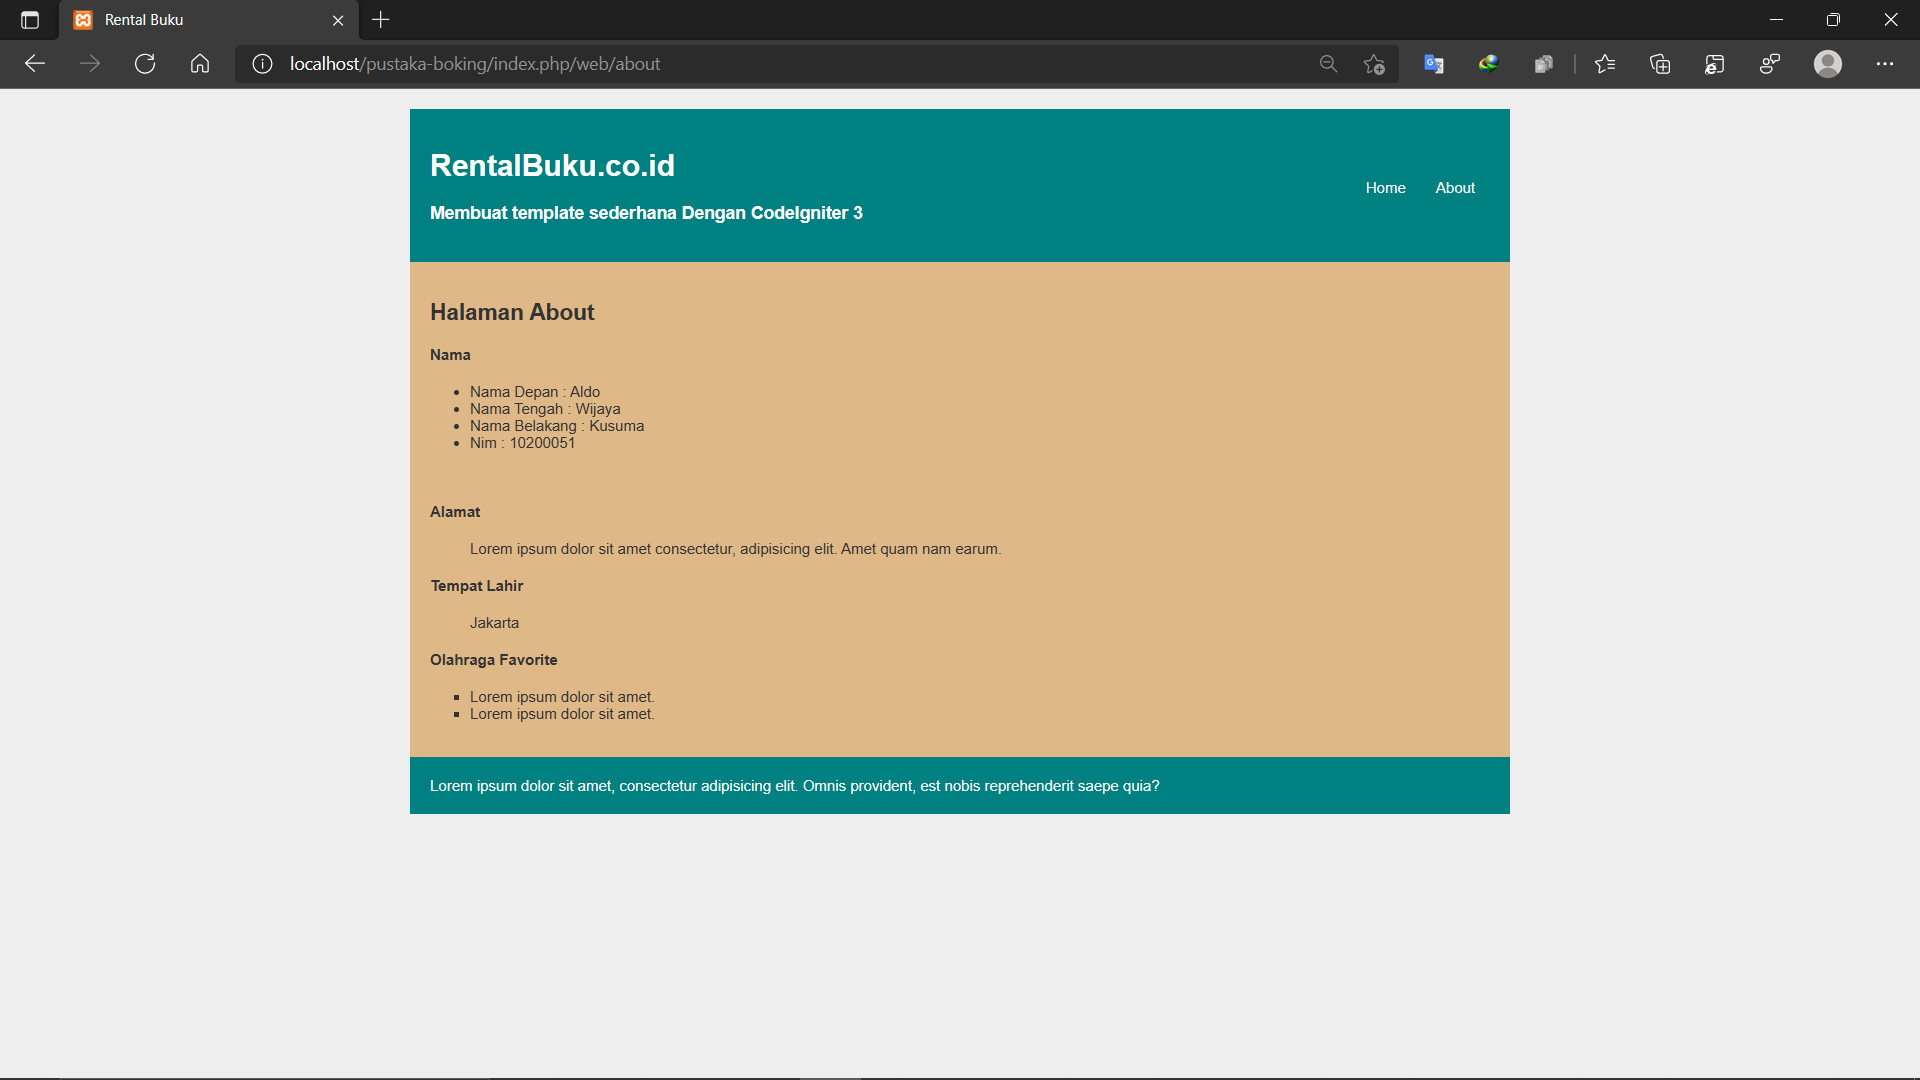 Rental Buku
localhost/pustaka-boking/index.php/web/about
RentalBuku.co.id
Home About
Membuat template sederhana Dengan CodeIgniter 3
Halaman About
Nama
Nama Depan : Aldo
Nama Tengah : Wijaya
Nama Belakang : Kusuma
Nim : 10200051
Alamat
Lorem ipsum dolor sit amet consectetur, adipisicing elit. Amet quam nam earum.
Tempat Lahir
Jakarta
Olahraga Favorite
Lorem ipsum dolor sit amet.
Lorem ipsum dolor sit amet.
Lorem ipsum dolor sit amet, consectetur adipisicing elit. Omnis provident, est nobis reprehenderit saepe quia?